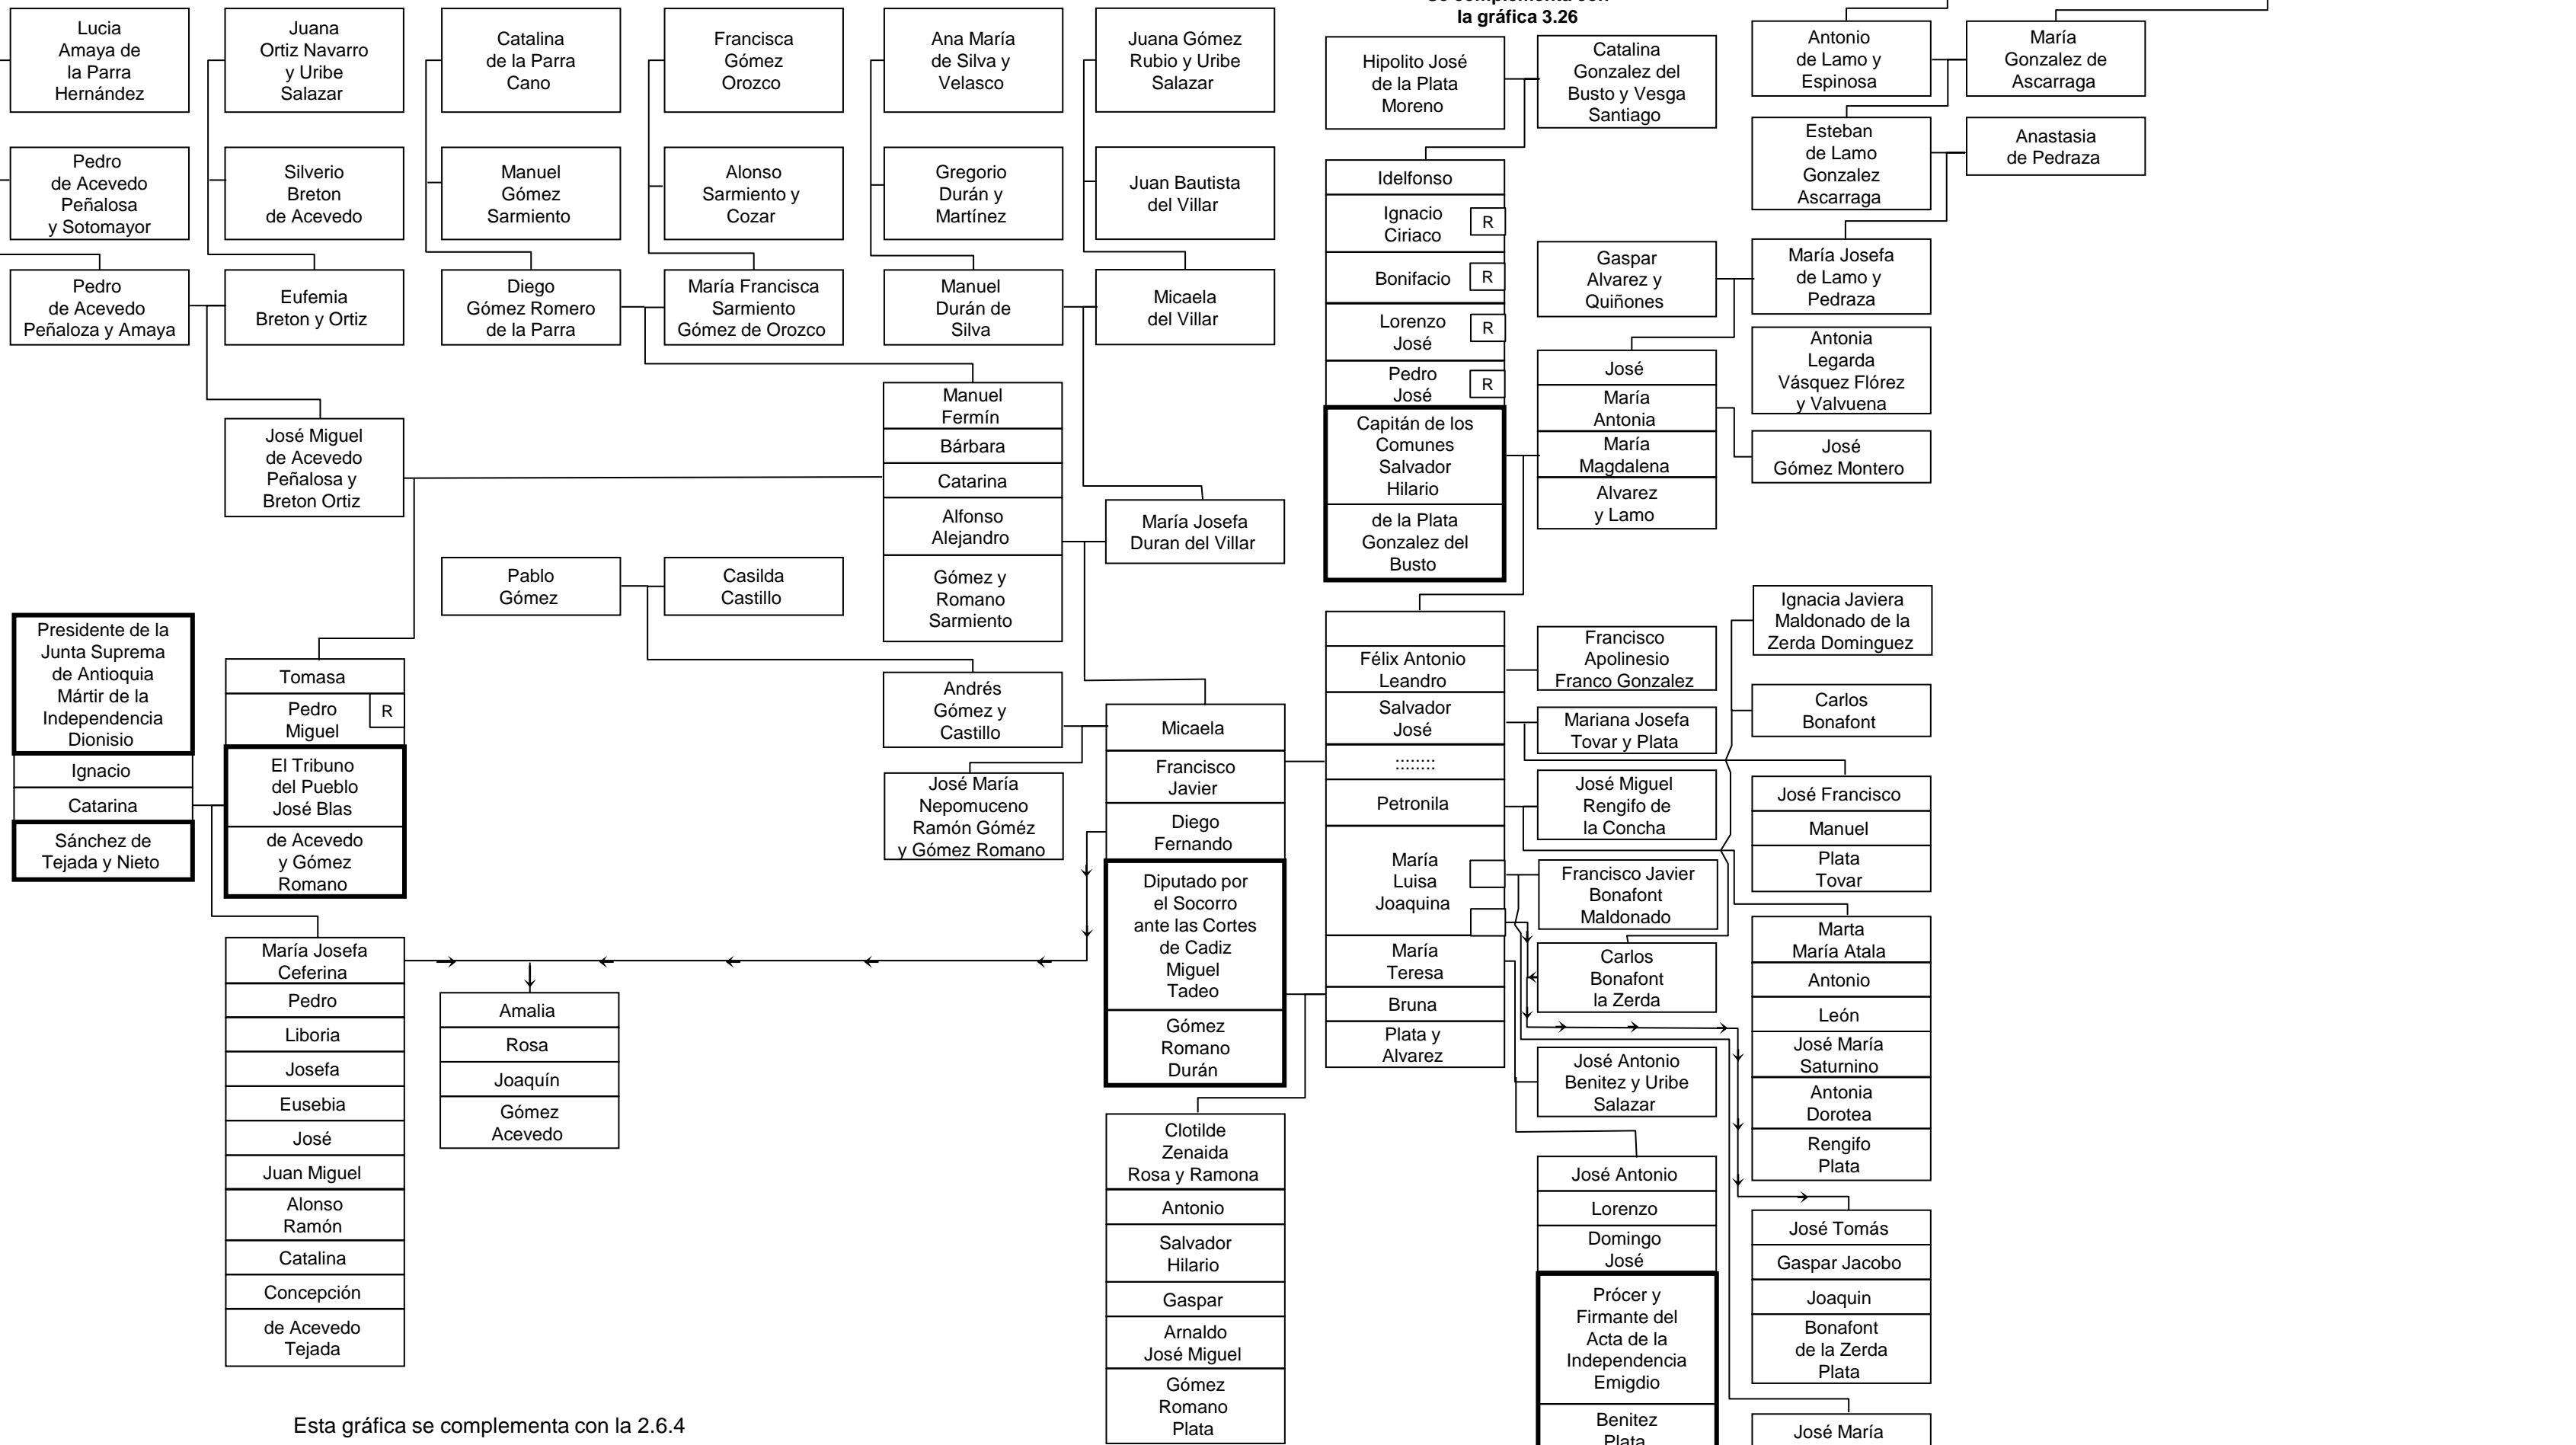 Se complementa con
la gráfica 3.26
Lucia
Amaya de
la Parra
Hernández
Juana
Ortiz Navarro
y Uribe
Salazar
Catalina
de la Parra
Cano
Francisca
Gómez
Orozco
Ana María
de Silva y
Velasco
Juana Gómez
Rubio y Uribe
Salazar
Pedro
de Acevedo
Peñalosa
y Sotomayor
Silverio
Breton
de Acevedo
Manuel
Gómez
Sarmiento
Alonso
Sarmiento y
Cozar
Gregorio
Durán y
Martínez
Juan Bautista
del Villar
Pedro
de Acevedo
Peñaloza y Amaya
Eufemia
Breton y Ortiz
Diego
Gómez Romero
de la Parra
María Francisca
Sarmiento
Gómez de Orozco
Manuel
Durán de
Silva
Micaela
del Villar
José Miguel
de Acevedo
Peñalosa y
Breton Ortiz
Manuel
Fermín
Bárbara
Catarina
Alfonso
Alejandro
Gómez y
Romano
Sarmiento
María Josefa
Duran del Villar
Pablo
Gómez
Casilda
Castillo
Presidente de la
Junta Suprema
de Antioquia
Mártir de la
Independencia
Dionisio
Ignacio
Catarina
Sánchez de
Tejada y Nieto
Tomasa
Pedro
Miguel
R
El Tribuno
del Pueblo
José Blas
de Acevedo
y Gómez
Romano
Andrés
Gómez y
Castillo
José María
Nepomuceno
Ramón Góméz
y Gómez Romano
Micaela
Francisco
Javier
Diego
Fernando
Diputado por
el Socorro
ante las Cortes
de Cadiz
Miguel
Tadeo
Gómez
Romano
Durán
María Josefa
Ceferina
Pedro
Liboria
Josefa
Eusebia
José
Juan Miguel
Alonso
Ramón
Catalina
Concepción
de Acevedo
Tejada
Amalia
Rosa
Joaquín
Gómez
Acevedo
Clotilde
Zenaida
Rosa y Ramona
Antonio
Salvador
Hilario
Gaspar
Arnaldo
José Miguel
Gómez
Romano
Plata
Esta gráfica se complementa con la 2.6.4
Hipolito José
de la Plata
Moreno
Catalina
Gonzalez del
Busto y Vesga
Santiago
Antonio
de Lamo y
Espinosa
María
Gonzalez de
Ascarraga
Esteban
de Lamo
Gonzalez
Ascarraga
Anastasia
de Pedraza
Idelfonso
Ignacio
Ciriaco
R
Bonifacio
R
Lorenzo
José
R
Pedro
José
R
Capitán de los
Comunes
Salvador
Hilario
de la Plata
Gonzalez del
Busto
Gaspar
Alvarez y
Quiñones
María Josefa
de Lamo y
Pedraza
José
María
Antonia
María
Magdalena
Alvarez
y Lamo
Antonia
Legarda
Vásquez Flórez
y Valvuena
José
Gómez Montero
Félix Antonio
Leandro
Salvador
José
::::::::
Petronila
María
Luisa
Joaquina
María
Teresa
Bruna
Plata y
Alvarez
Francisco
Apolinesio
Franco Gonzalez
Mariana Josefa
Tovar y Plata
José Miguel
Rengifo de
la Concha
Francisco Javier
Bonafont
Maldonado
Carlos
Bonafont
la Zerda
José Antonio
Benitez y Uribe
Salazar
José Antonio
Lorenzo
Domingo
José
Prócer y
Firmante del
Acta de la
Independencia
Emigdio
Benitez
Plata
Ignacia Javiera
Maldonado de la
Zerda Dominguez
Carlos
Bonafont
José Francisco
Manuel
Plata
Tovar
Marta
María Atala
Antonio
León
José María
Saturnino
Antonia
Dorotea
Rengifo
Plata
José Tomás
Gaspar Jacobo
Joaquin
Bonafont
de la Zerda
Plata
José María